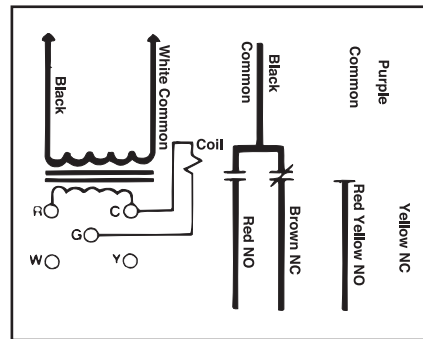 Black
White Common
Coil
R
C
G
W
Y
Black
Common
Red NO
Brown NC
Purple
Common
Red Yellow NO
Yellow NC